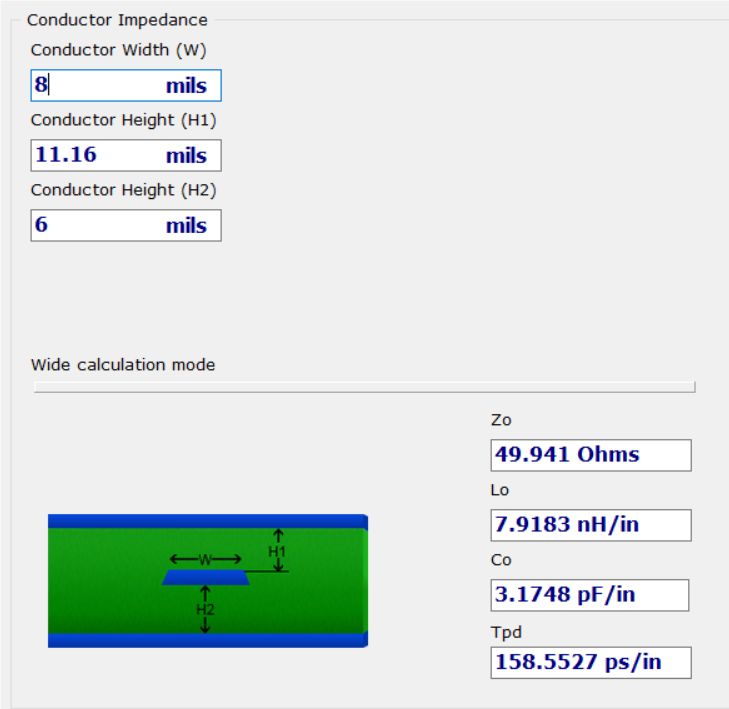 Conductor Impedance
Conductor Width (W)
8 mils
Conductor Height (H1)
11.16 mils
Conductor Height (H2)
6 mils
Wide calculation mode
Zo
49.941 Ohms
Lo
7.9183 nH/in
Co
3.1748 pF/in
Tpd
158.5527 ps/in
W
H1
H2